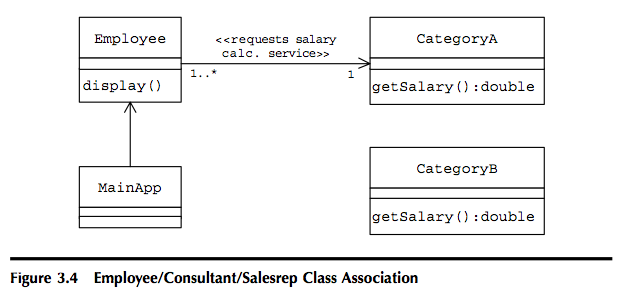 Employee
display()
<<requests salary
calc. service>>
1..*
1
CategoryA
getSalary():double
MainApp
CategoryB
getSalary():double
Figure 3.4 Employee/Consultant/Salesrep Class Association